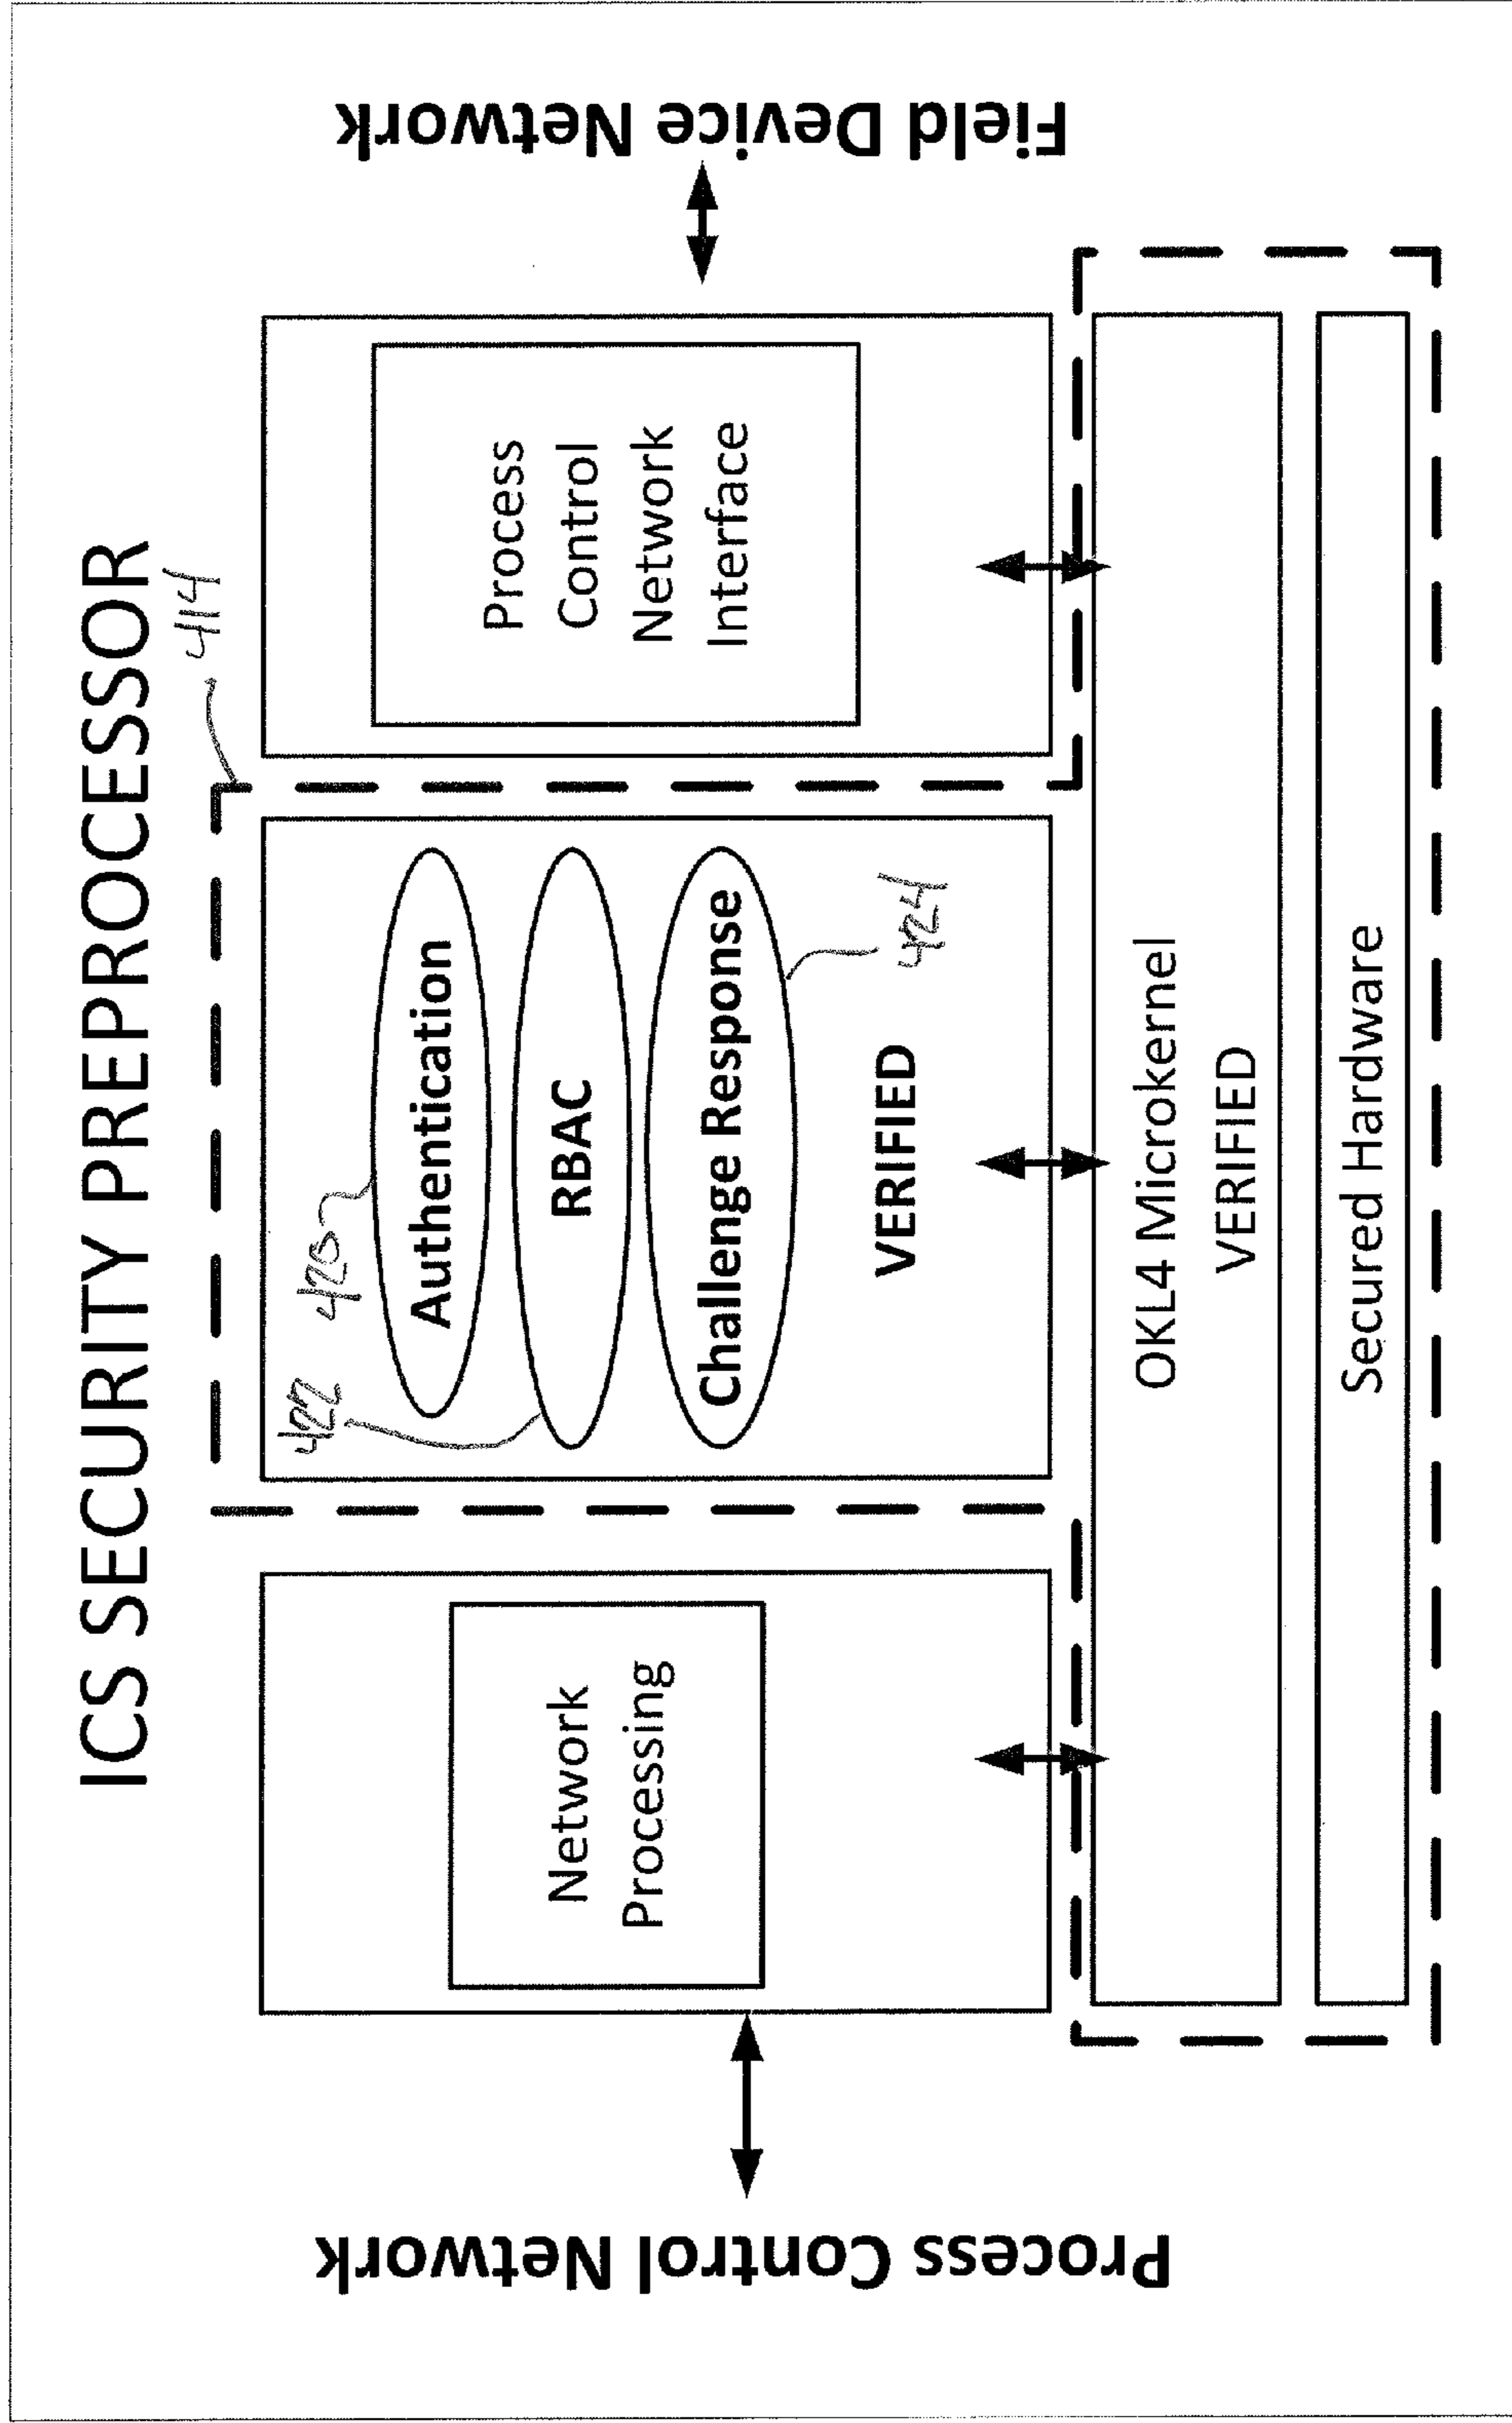 ICS SECURITY PREPROCESSOR
414
Process Control Network
Network
Processing
422
420
Authentication
RBAC
Challenge Response
424
VERIFIED
Process
Control
Network
Interface
Field Device Network
OKL4 Microkernel
VERIFIED
Secured Hardware